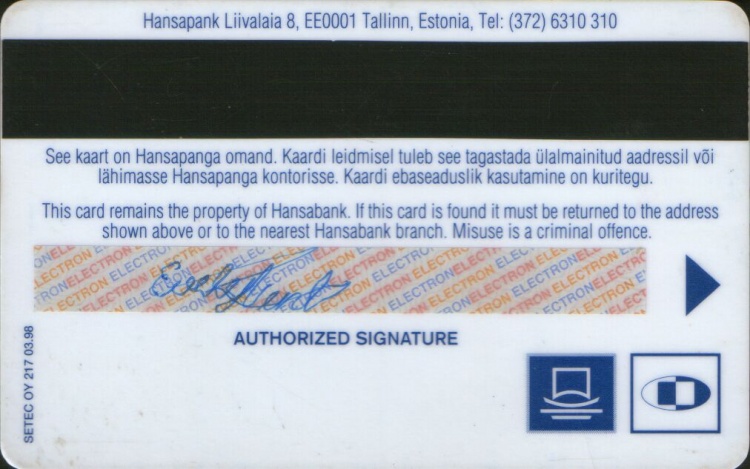 Hansapank Liivalaia 8, EE0001 Tallinn, Estonia, Tel: (372) 6310 310
See kaart on Hansapanga omand. Kaardi leidmisel tuleb see tagastada ülalmainitud aadressil või
lähimasse Hansapanga kontorisse. Kaardi ebaseaduslik kasutamine on kuritegu.
This card remains the property of Hansabank. If this card is found it must be returned to the address
shown above or to the nearest Hansabank branch. Misuse is a criminal offence.
ELECTRON ELECTRON ELECTRON ELECTRON ELECTRON ELECTRON
AUTHORIZED SIGNATURE
SETEC OY 217 03.98